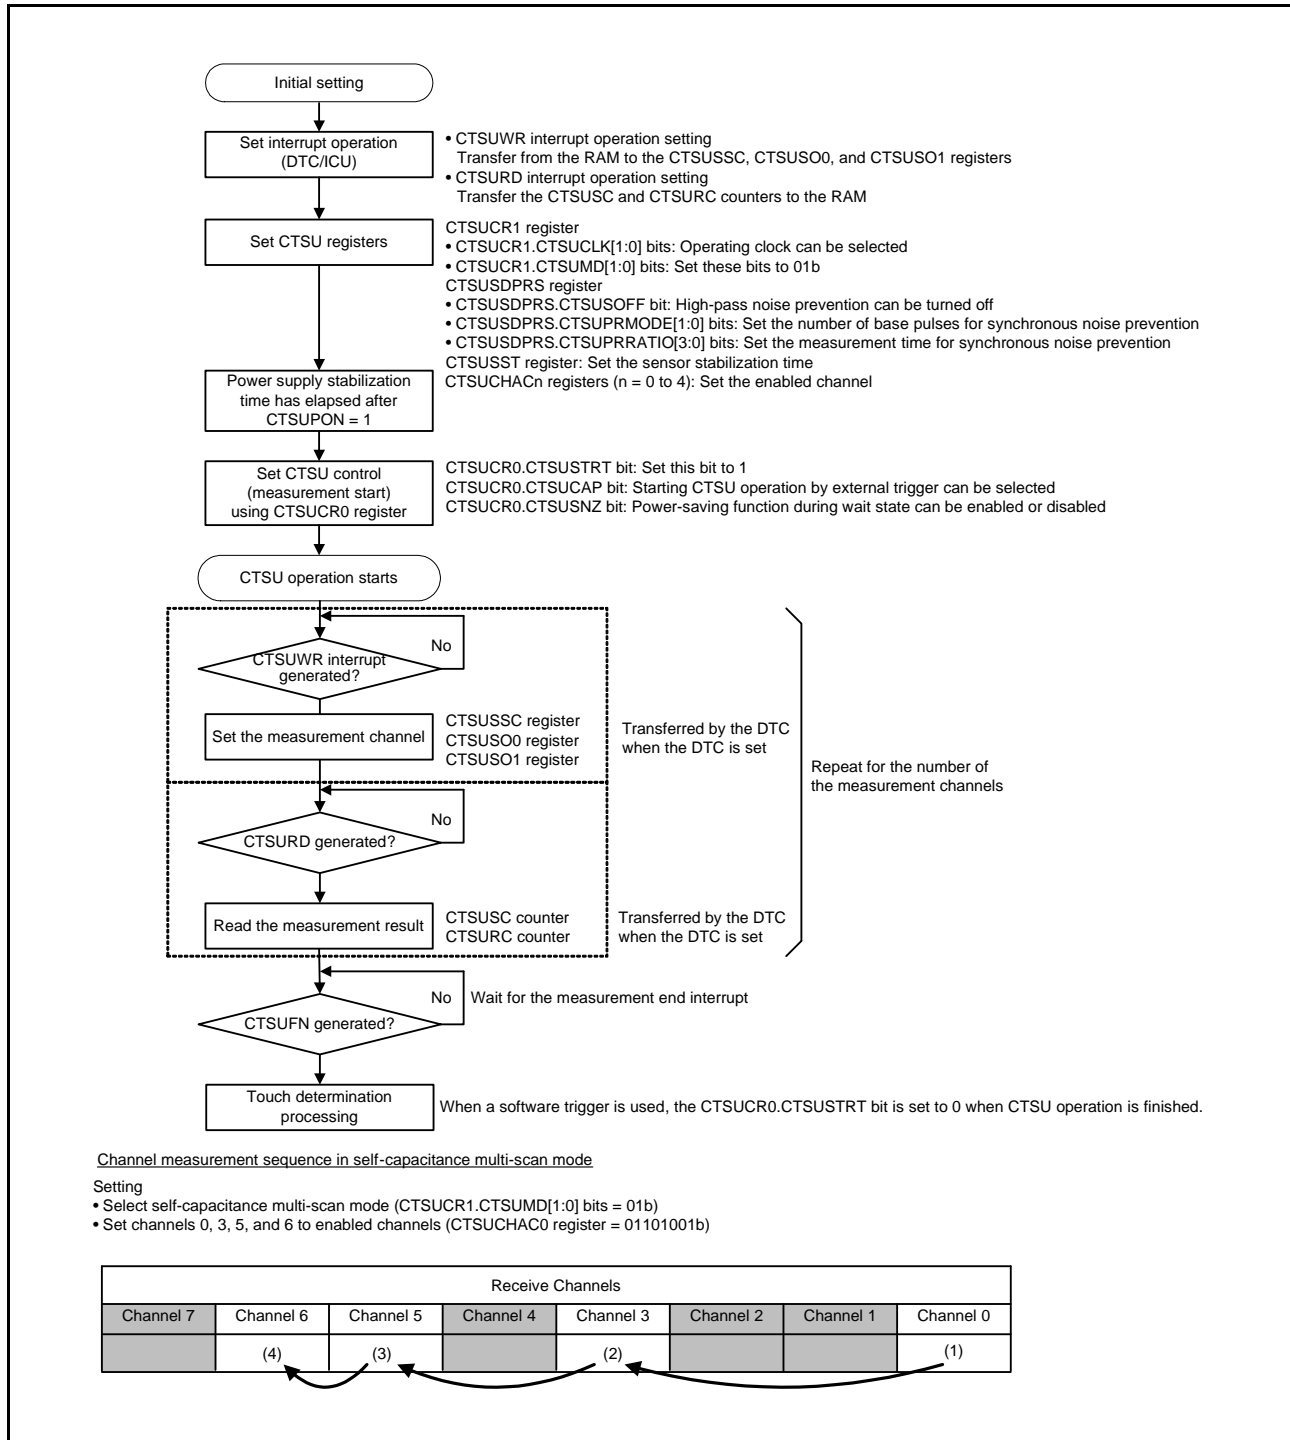 Initial setting
Set interrupt operation
(DTC/ICU)
• CTSUWR interrupt operation setting
Transfer from the RAM to the CTSUSSC, CTSUSO0, and CTSUSO1 registers
• CTSURD interrupt operation setting
Transfer the CTSUSC and CTSURC counters to the RAM
Set CTSU registers
CTSUCR1 register
• CTSUCR1.CTSUCLK[1:0] bits: Operating clock can be selected
• CTSUCR1.CTSUMD[1:0] bits: Set these bits to 01b
CTSUSDPRS register
• CTSUSDPRS.CTSUSOFF bit: High-pass noise prevention can be turned off
• CTSUSDPRS.CTSUPRMODE[1:0] bits: Set the number of base pulses for synchronous noise prevention
• CTSUSDPRS.CTSUPRRATIO[3:0] bits: Set the measurement time for synchronous noise prevention
CTSUSST register: Set the sensor stabilization time
CTSUCHACn registers (n = 0 to 4): Set the enabled channel
Power supply stabilization
time has elapsed after
CTSUPON = 1
Set CTSU control
(measurement start)
using CTSUCR0 register
CTSUCR0.CTSUSTRT bit: Set this bit to 1
CTSUCR0.CTSUCAP bit: Starting CTSU operation by external trigger can be selected
CTSUCR0.CTSUSNZ bit: Power-saving function during wait state can be enabled or disabled
CTSU operation starts
No
CTSUWR interrupt
generated?
Set the measurement channel
CTSUSSC register
CTSUSO0 register
CTSUSO1 register
Transferred by the DTC
when the DTC is set
Repeat for the number of
the measurement channels
No
CTSURD generated?
Read the measurement result
CTSUSC counter
CTSURC counter
Transferred by the DTC
when the DTC is set
No
Wait for the measurement end interrupt
CTSUFN generated?
Touch determination
processing
When a software trigger is used, the CTSUCR0.CTSUSTRT bit is set to 0 when CTSU operation is finished.
Channel measurement sequence in self-capacitance multi-scan mode
Setting
• Select self-capacitance multi-scan mode (CTSUCR1.CTSUMD[1:0] bits = 01b)
• Set channels 0, 3, 5, and 6 to enabled channels (CTSUCHAC0 register = 01101001b)
Receive Channels
Channel 7 Channel 6 Channel 5 Channel 4 Channel 3 Channel 2 Channel 1 Channel 0
(4) (3) (2) (1)